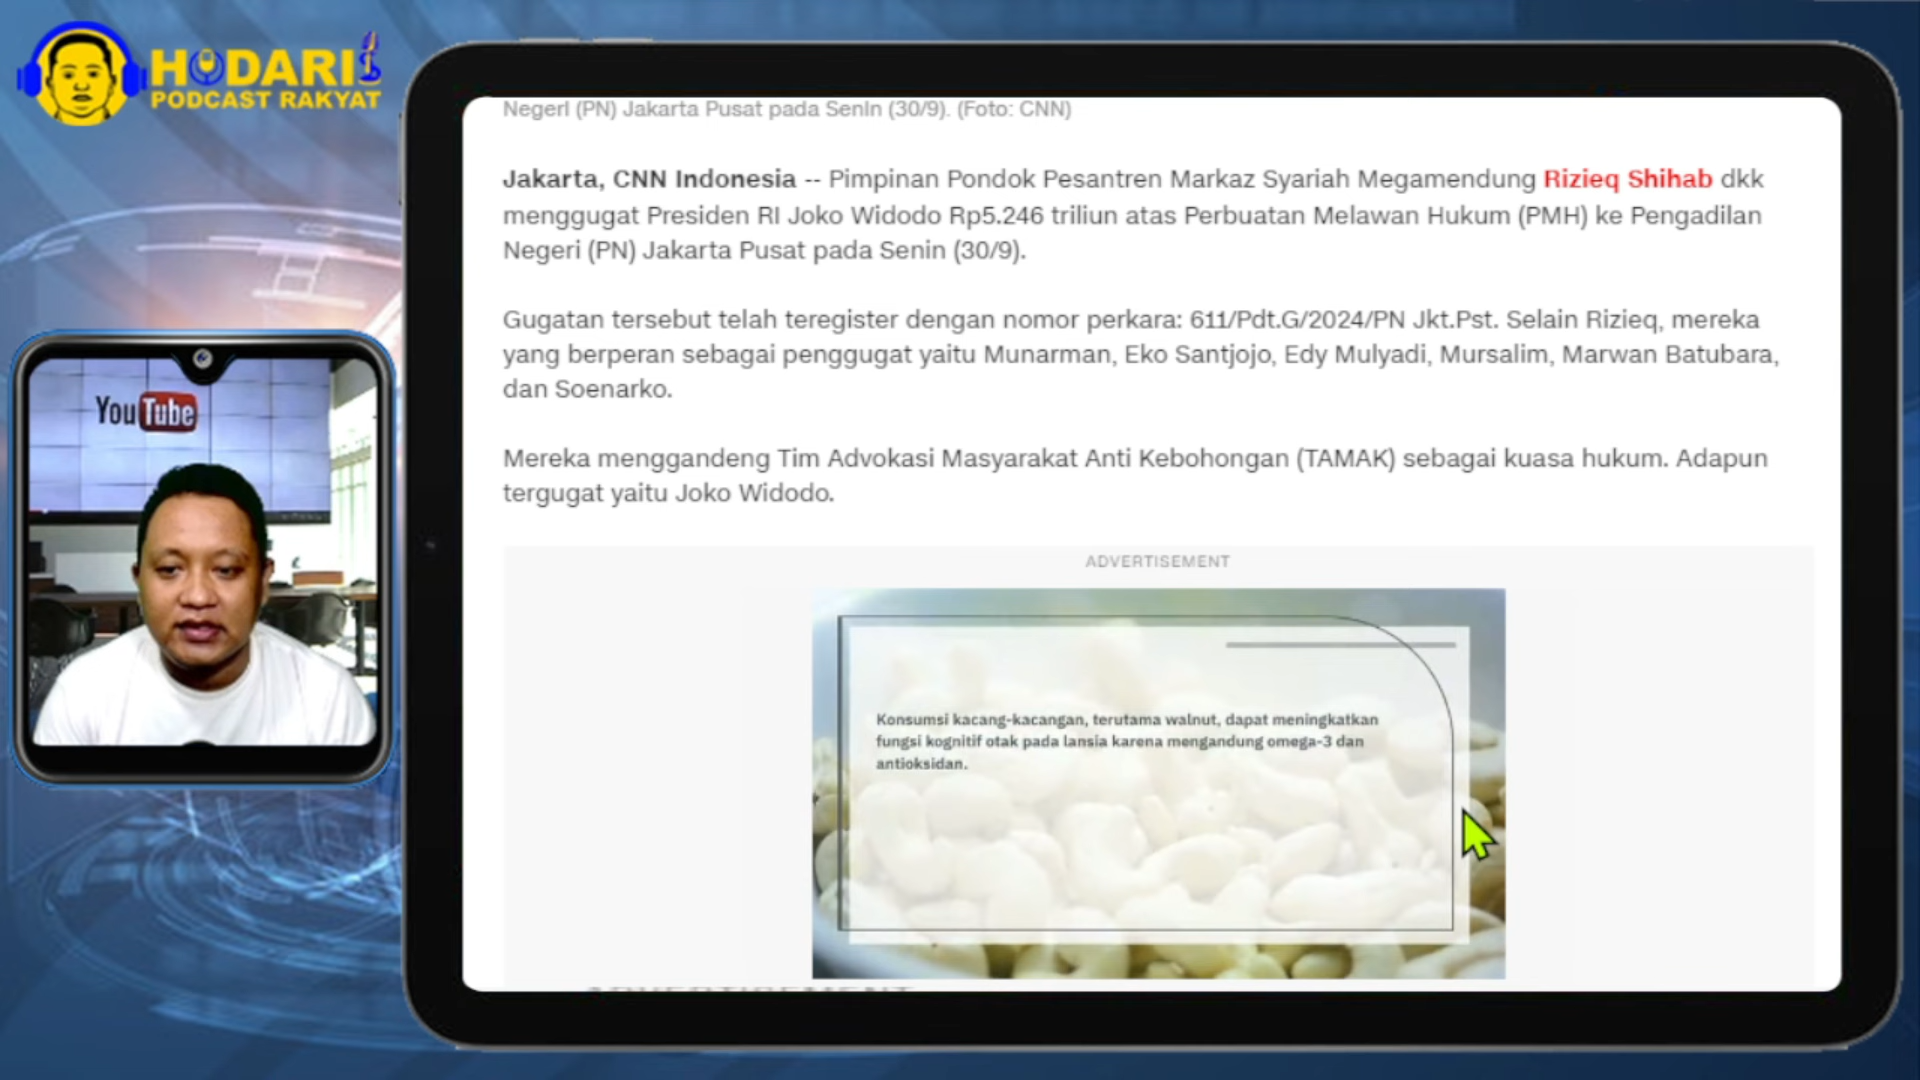 HODARI
PODCAST RAKYAT
Negeri (PN) Jakarta Pusat pada Senin (30/9). (Foto: CNN)
Jakarta, CNN Indonesia -- Pimpinan Pondok Pesantren Markaz Syariah Megamendung Rizieq Shihab dkk
menggugat Presiden RI Joko Widodo Rp5.246 triliun atas Perbuatan Melawan Hukum (PMH) ke Pengadilan
Negeri (PN) Jakarta Pusat pada Senin (30/9).
Gugatan tersebut telah teregister dengan nomor perkara: 611/Pdt.G/2024/PN Jkt.Pst. Selain Rizieq, mereka
yang berperan sebagai penggugat yaitu Munarman, Eko Santjojo, Edy Mulyadi, Mursalim, Marwan Batubara,
dan Soenarko.
Mereka menggandeng Tim Advokasi Masyarakat Anti Kebohongan (TAMAK) sebagai kuasa hukum. Adapun
tergugat yaitu Joko Widodo.
ADVERTISEMENT
Konsumsi kacang-kacangan, terutama walnut, dapat meningkatkan
fungsi kognitif otak pada lansia karena mengandung omega-3 dan
antioksidan.
ADVERTISEMENT
YouTube